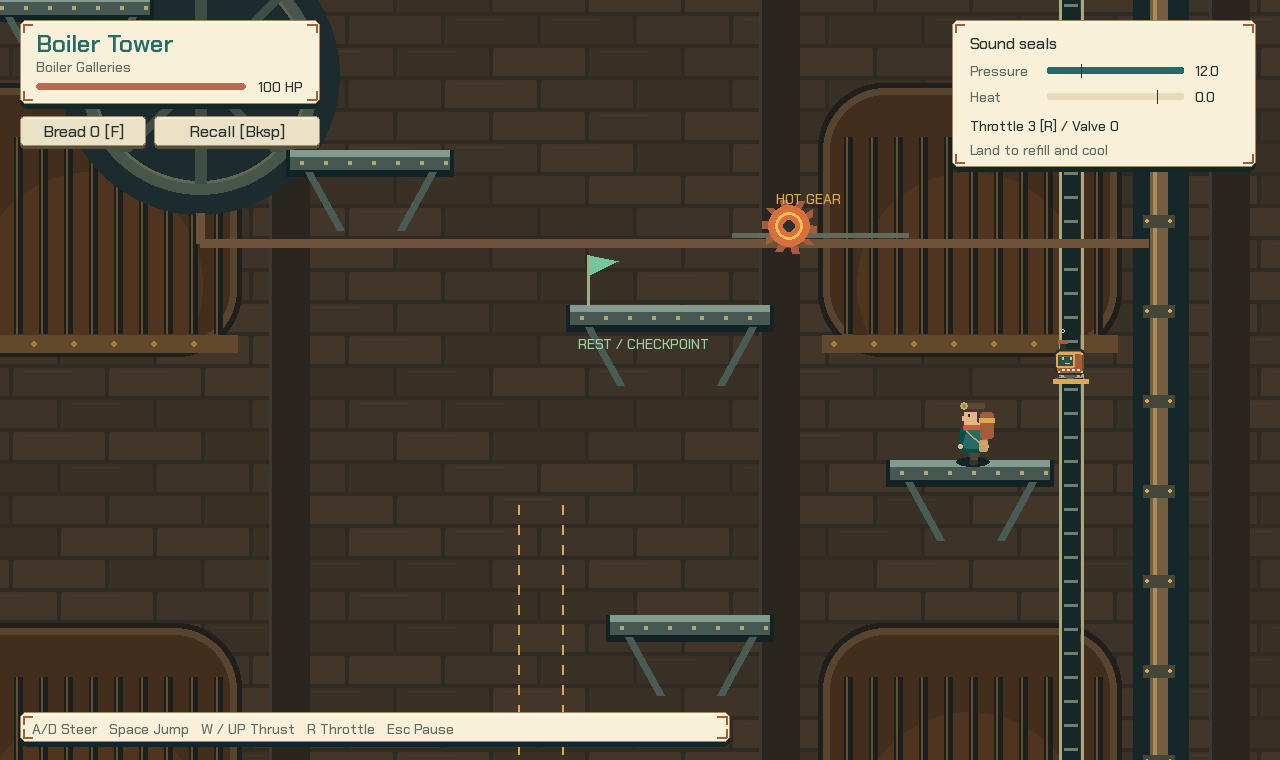 Boiler Tower
Boiler Galleries
100 HP
Bread 0 [F]
Recall [Bksp]
Sound seals
Pressure 12.0
Heat 0.0
Throttle 3 [R] / Valve 0
Land to refill and cool
HOT GEAR
REST / CHECKPOINT
A/D Steer Space Jump W / UP Thrust R Throttle Esc Pause